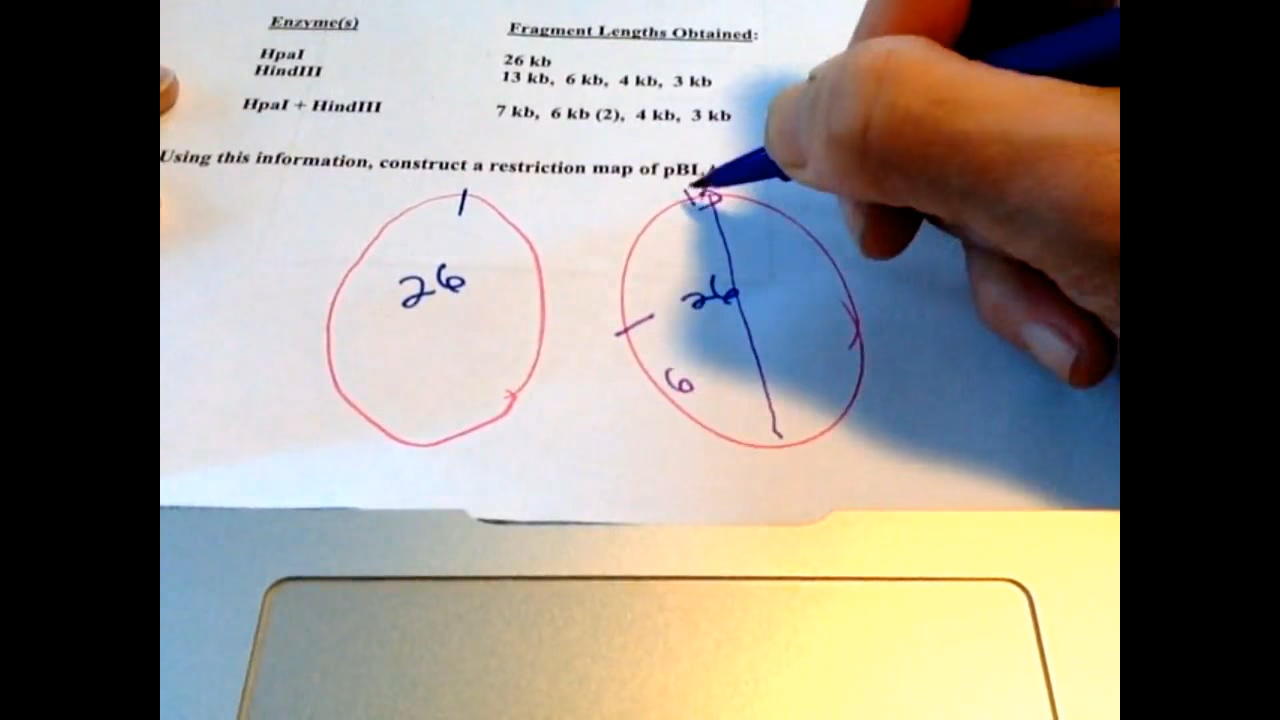 Enzyme(s) Fragment Lengths Obtained:
HpaI 26 kb
HindIII 13 kb, 6 kb, 4 kb, 3 kb
HpaI + HindIII 7 kb, 6 kb (2), 4 kb, 3 kb
Using this information, construct a restriction map of pBL
26 26
6